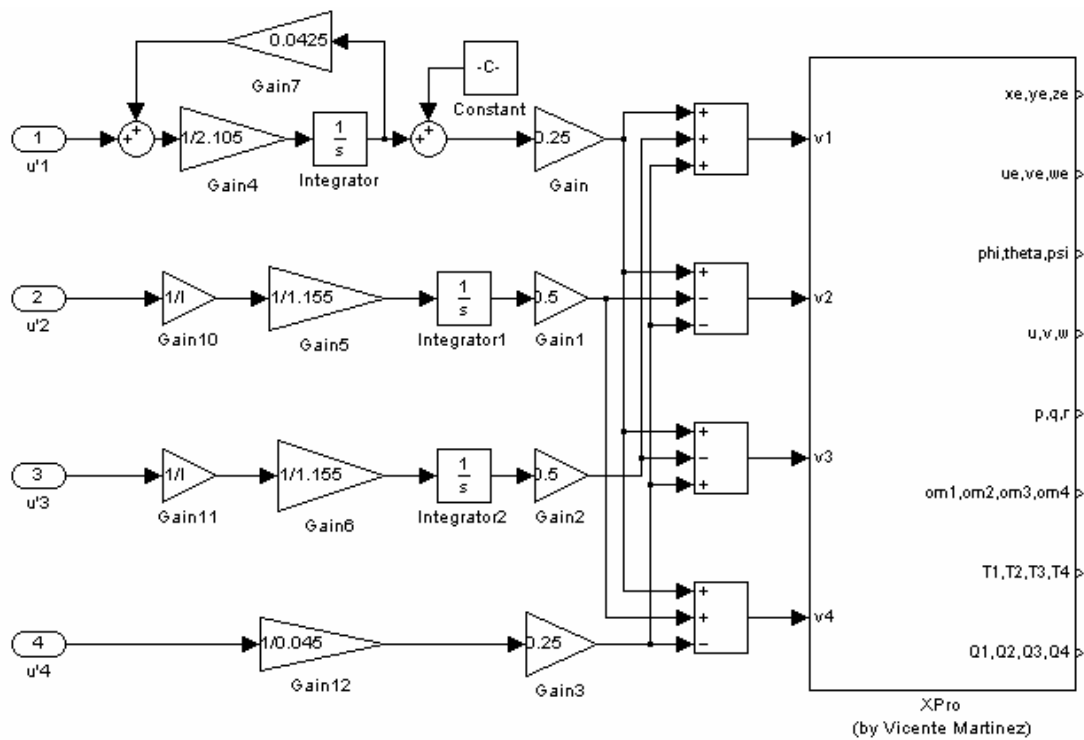 0.0425
Gain7
-C-
Constant
1
u'1
+
+
1/2.105
Gain4
1
s
Integrator
+
+
0.25
Gain
+
+
+
v1
2
u'2
1/l
Gain10
1/1.155
Gain5
1
s
Integrator1
0.5
Gain1
+
−
−
v2
3
u'3
1/l
Gain11
1/1.155
Gain6
1
s
Integrator2
0.5
Gain2
+
−
+
v3
4
u'4
1/0.045
Gain12
0.25
Gain3
+
+
−
v4
xe,ye,ze
ue,ve,we
phi,theta,psi
u,v,w
p,q,r
om1,om2,om3,om4
T1,T2,T3,T4
Q1,Q2,Q3,Q4
XPro
(by Vicente Martinez)